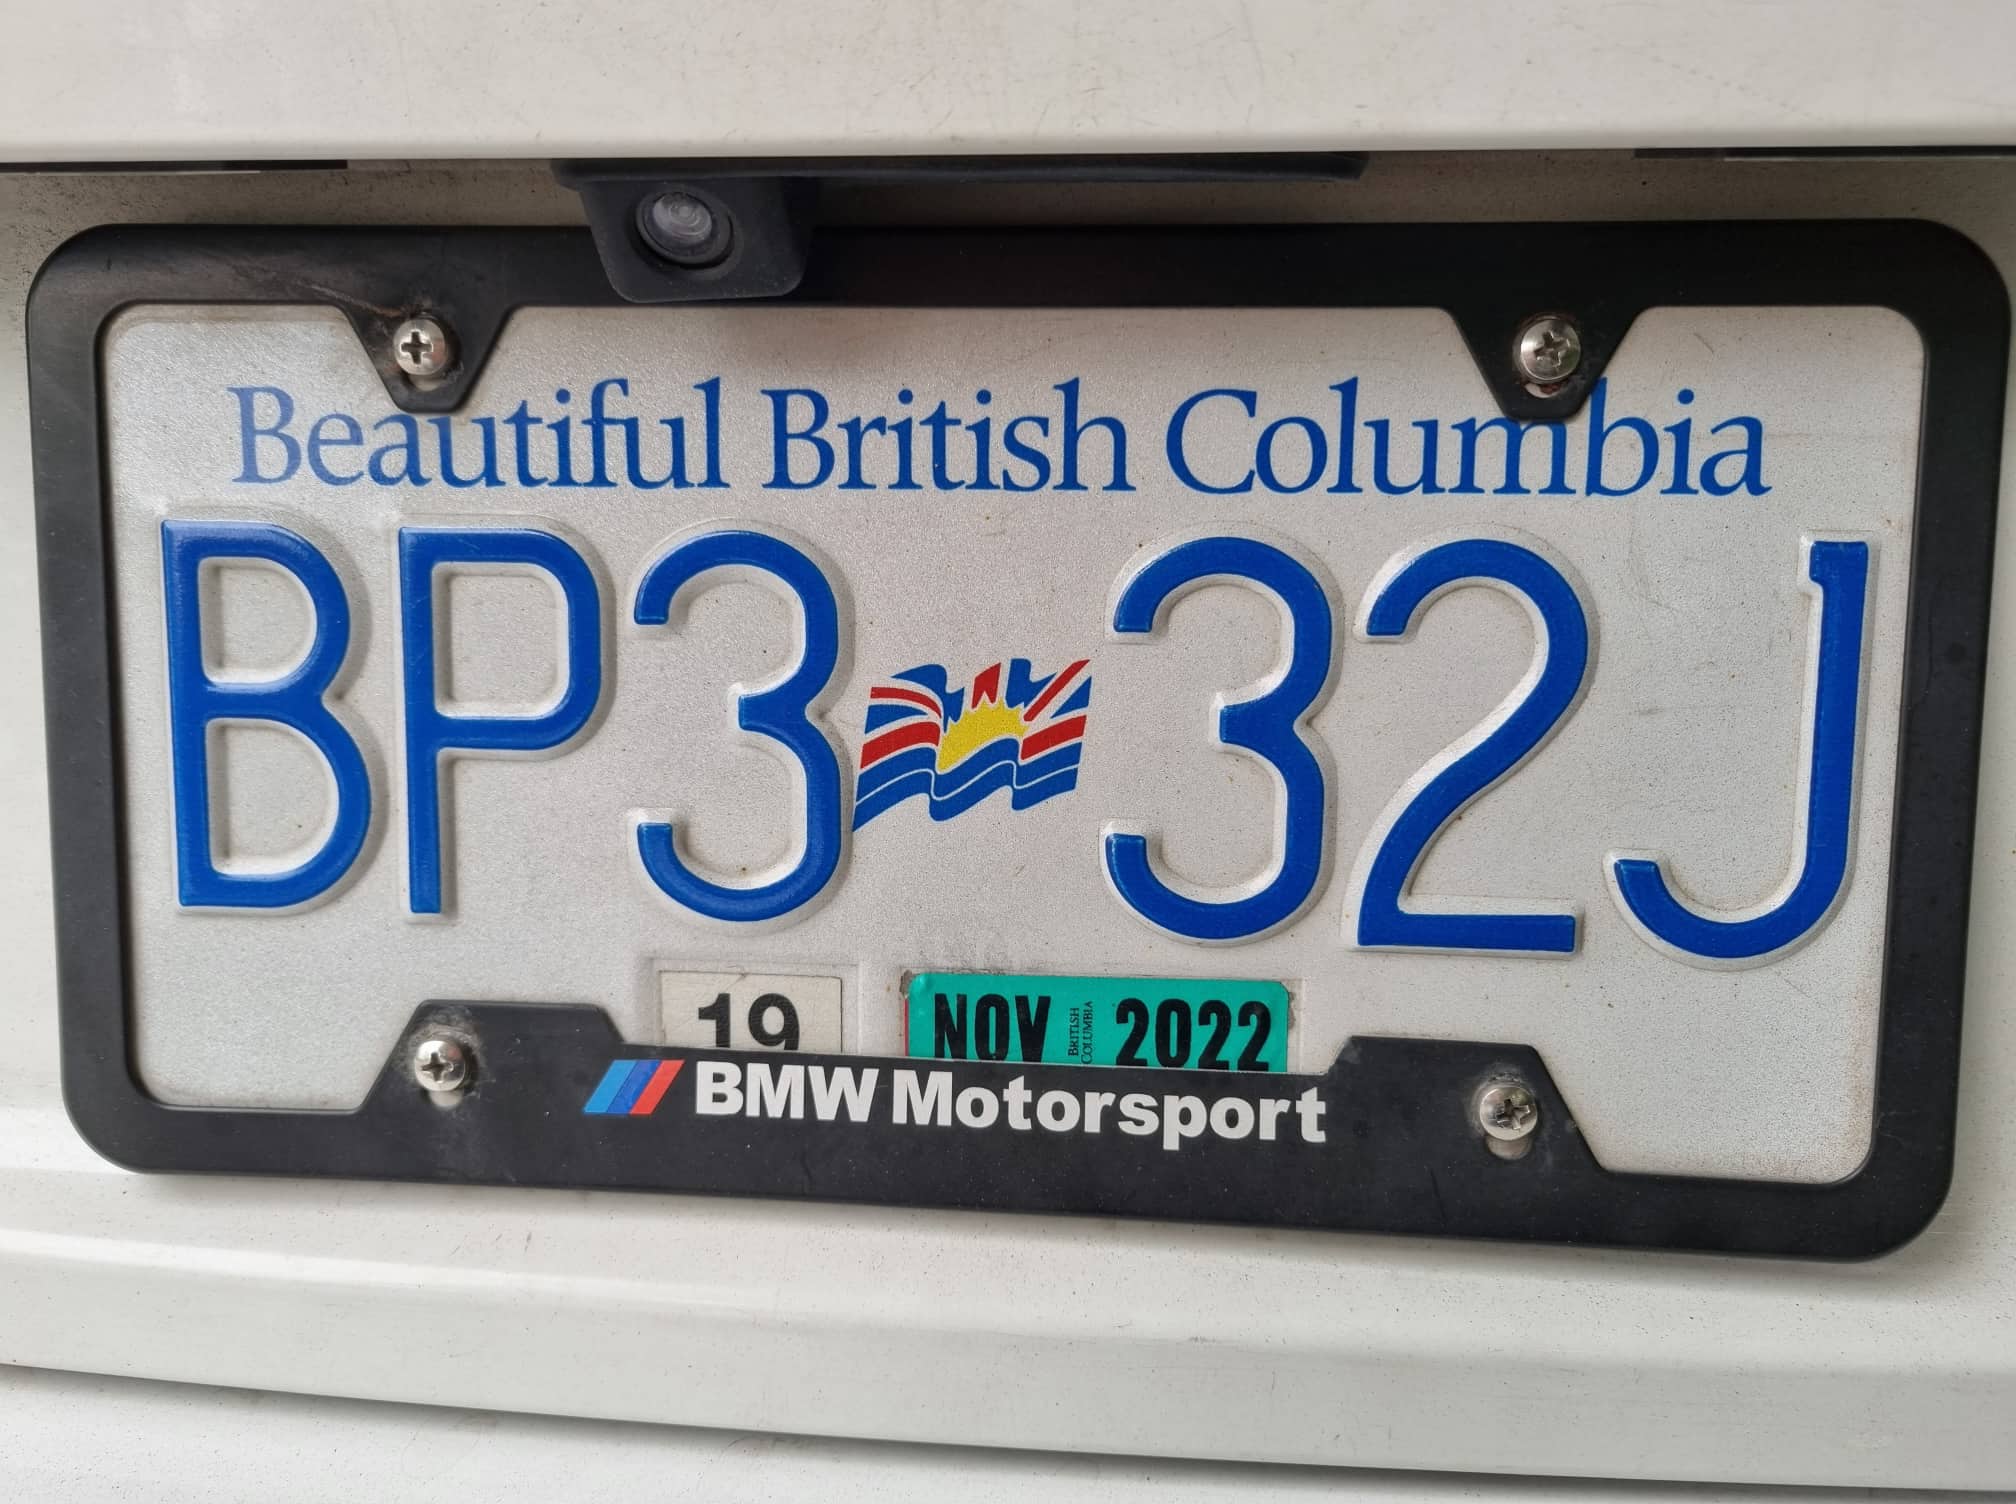 Beautiful British Columbia
BP3 32J
19 NOV BRITISH COLUMBIA 2022
BMW Motorsport